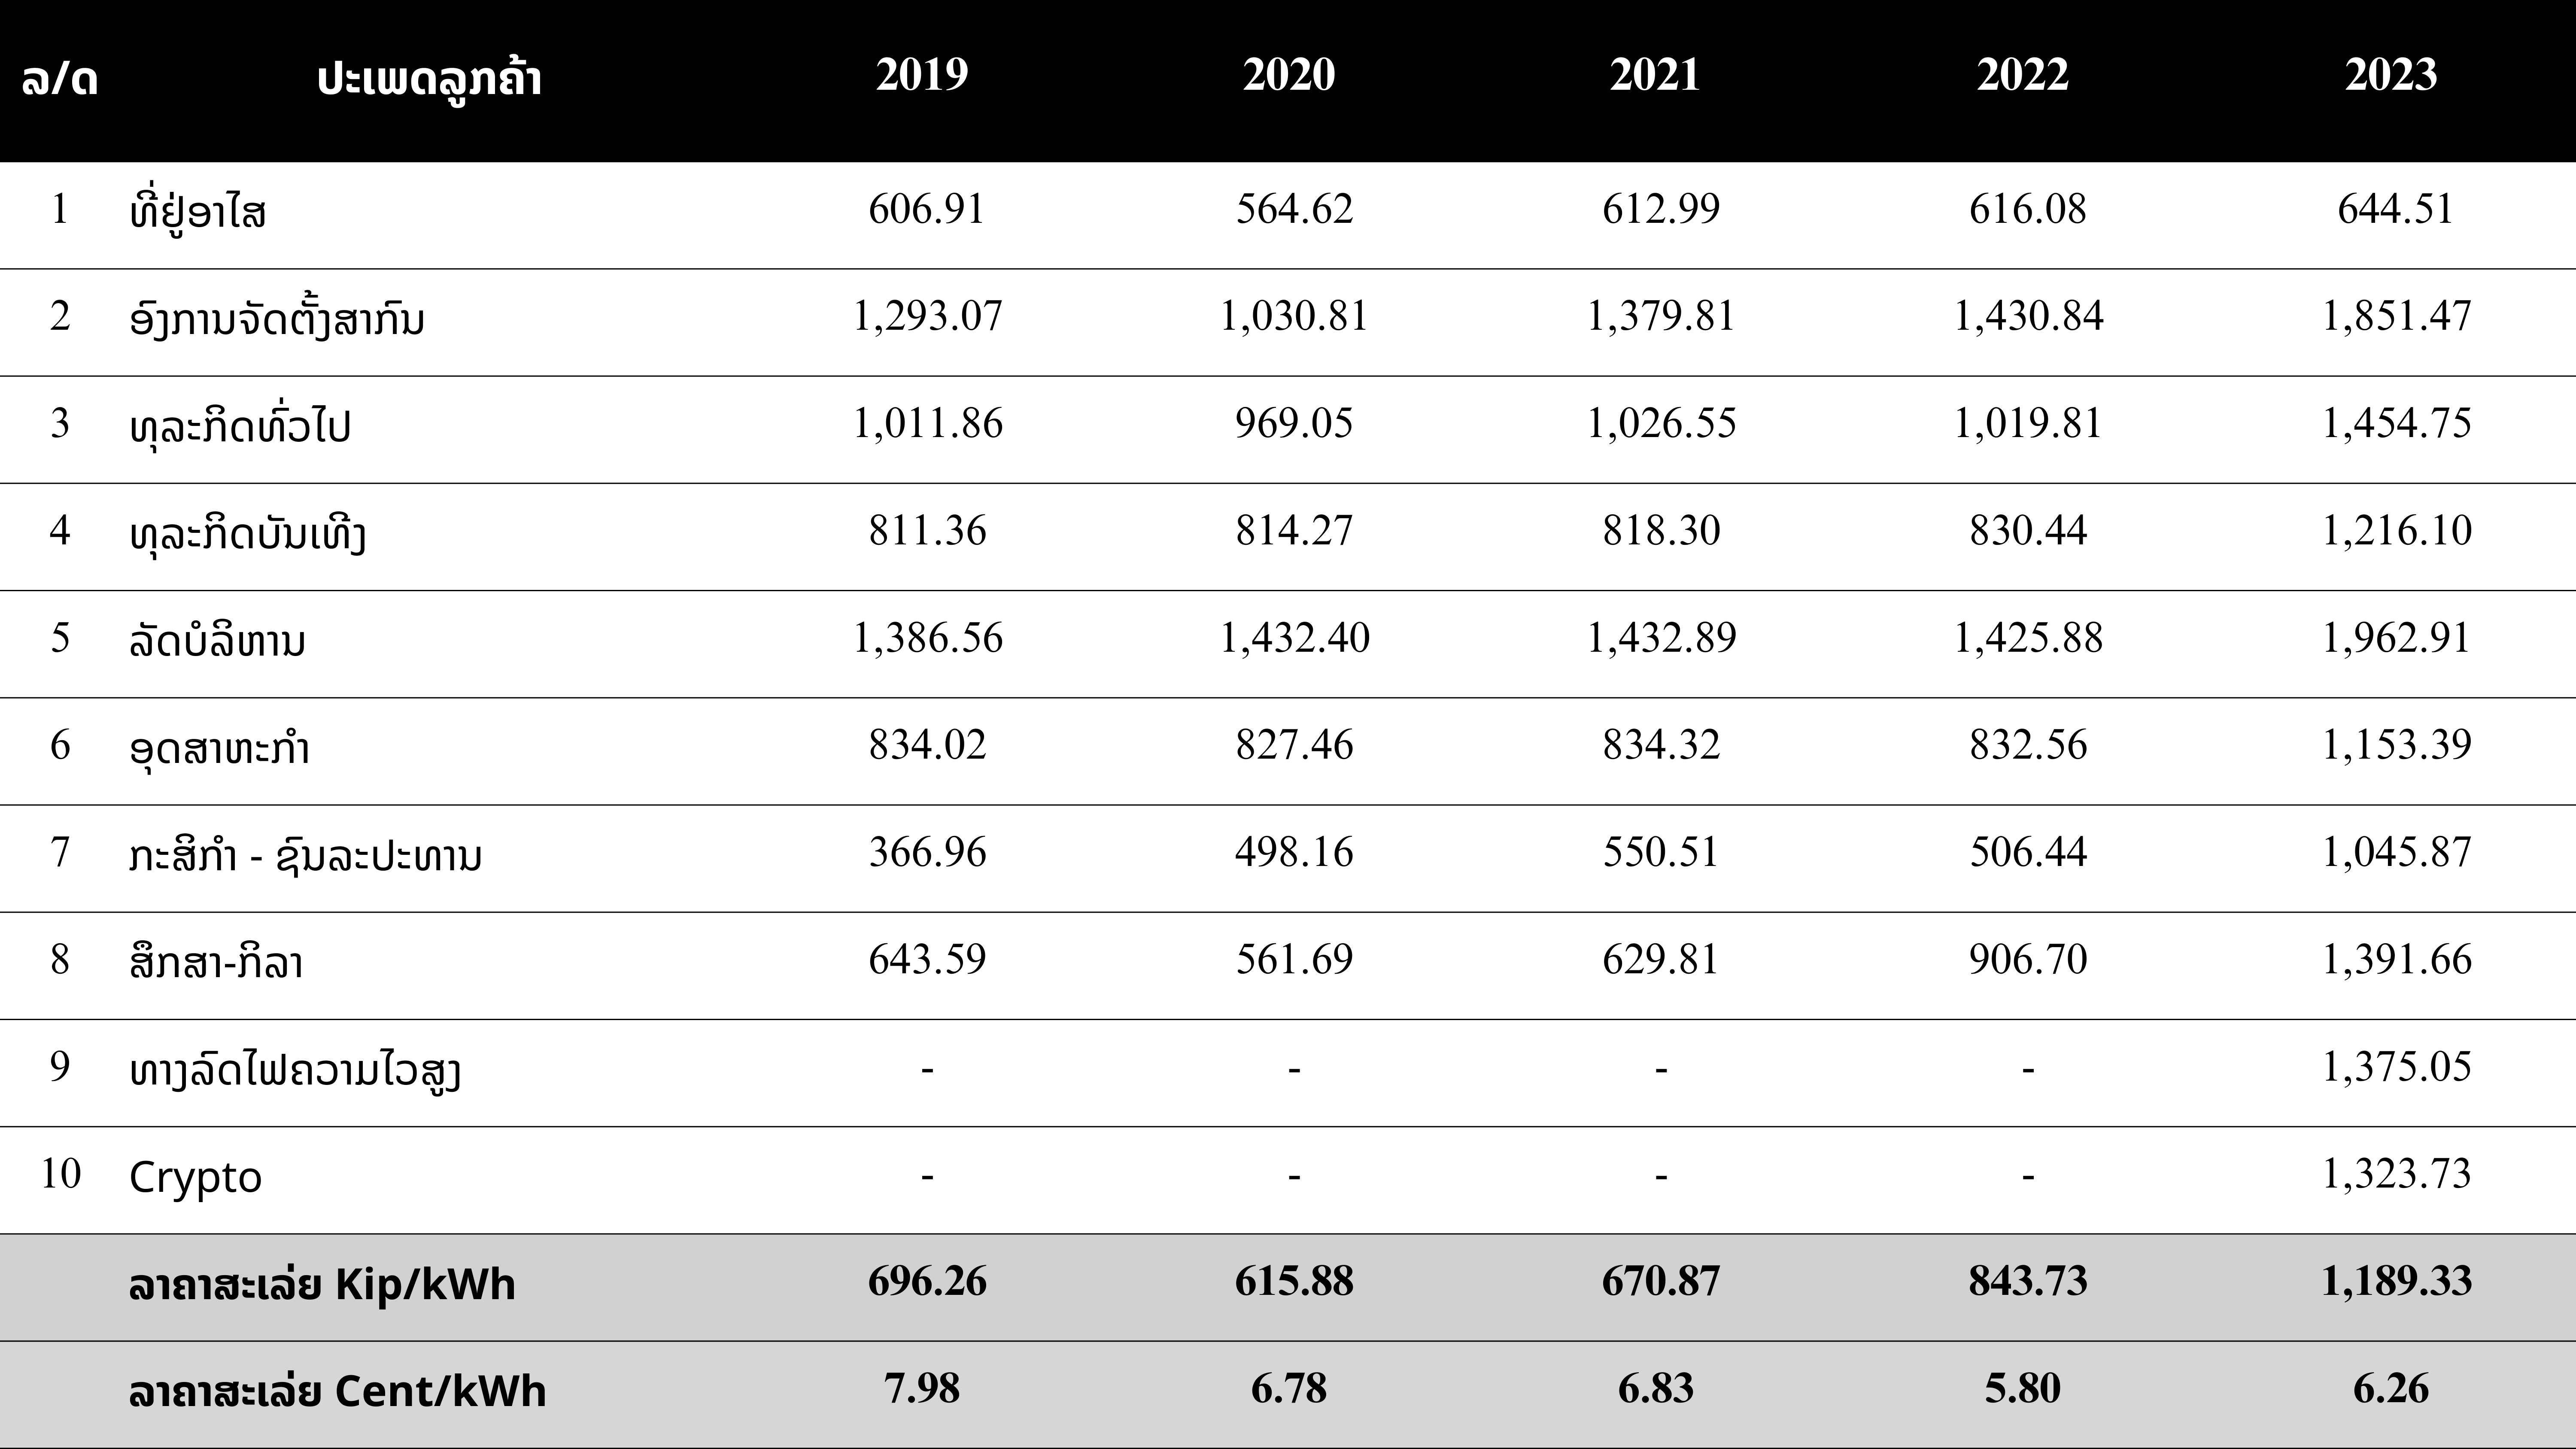 ລ/ດ ປະເພດລູກຄ້າ 2019 2020 2021 2022 2023
1 ທີ່ຢູ່ອາໄສ 606.91 564.62 612.99 616.08 644.51
2 ອົງການຈັດຕັ້ງສາກົນ 1,293.07 1,030.81 1,379.81 1,430.84 1,851.47
3 ທຸລະກິດທົ່ວໄປ 1,011.86 969.05 1,026.55 1,019.81 1,454.75
4 ທຸລະກິດບັນເທີງ 811.36 814.27 818.30 830.44 1,216.10
5 ລັດບໍລິຫານ 1,386.56 1,432.40 1,432.89 1,425.88 1,962.91
6 ອຸດສາຫະກໍາ 834.02 827.46 834.32 832.56 1,153.39
7 ກະສິກໍາ - ຊົນລະປະທານ 366.96 498.16 550.51 506.44 1,045.87
8 ສຶກສາ-ກິລາ 643.59 561.69 629.81 906.70 1,391.66
9 ທາງລົດໄຟຄວາມໄວສູງ - - - - 1,375.05
10 Crypto - - - - 1,323.73
ລາຄາສະເລ່ຍ Kip/kWh 696.26 615.88 670.87 843.73 1,189.33
ລາຄາສະເລ່ຍ Cent/kWh 7.98 6.78 6.83 5.80 6.26